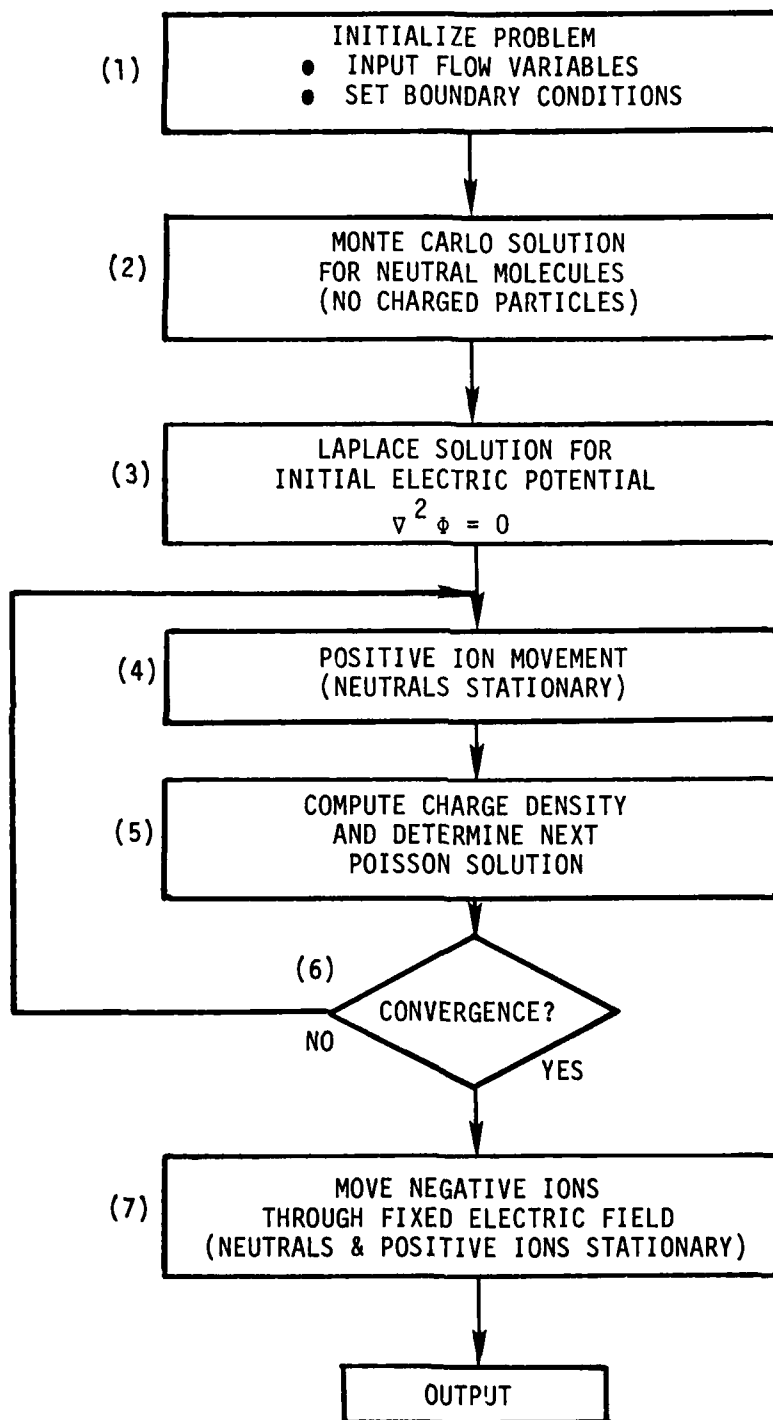 (1)
INITIALIZE PROBLEM
● INPUT FLOW VARIABLES
● SET BOUNDARY CONDITIONS
(2)
MONTE CARLO SOLUTION
FOR NEUTRAL MOLECULES
(NO CHARGED PARTICLES)
(3)
LAPLACE SOLUTION FOR
INITIAL ELECTRIC POTENTIAL
∇² Φ = 0
(4)
POSITIVE ION MOVEMENT
(NEUTRALS STATIONARY)
(5)
COMPUTE CHARGE DENSITY
AND DETERMINE NEXT
POISSON SOLUTION
(6)
CONVERGENCE?
NO
YES
(7)
MOVE NEGATIVE IONS
THROUGH FIXED ELECTRIC FIELD
(NEUTRALS & POSITIVE IONS STATIONARY)
OUTPUT